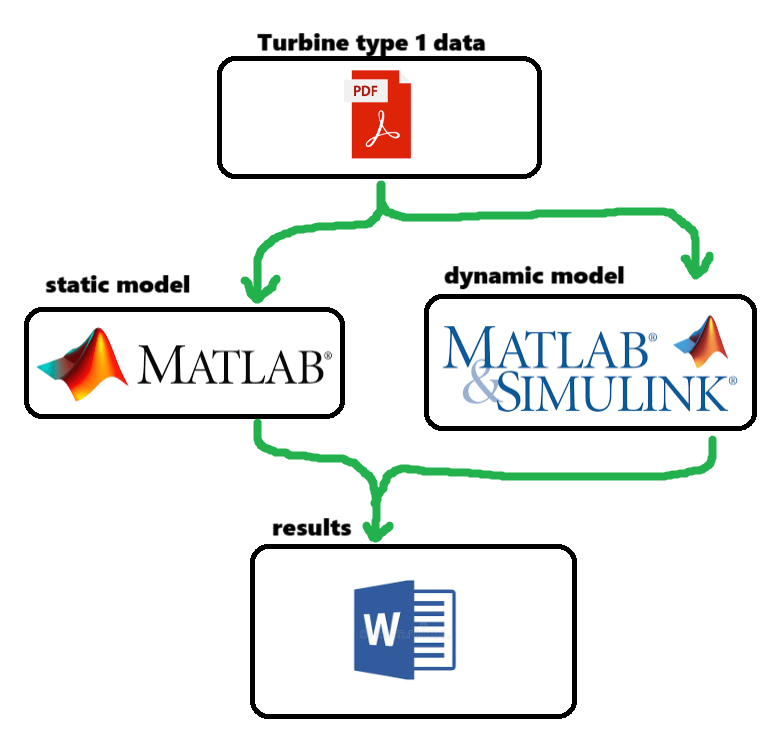 Turbine type 1 data
PDF
static model
dynamic model
MATLAB®
MATLAB®
&SIMULINK®
results
W